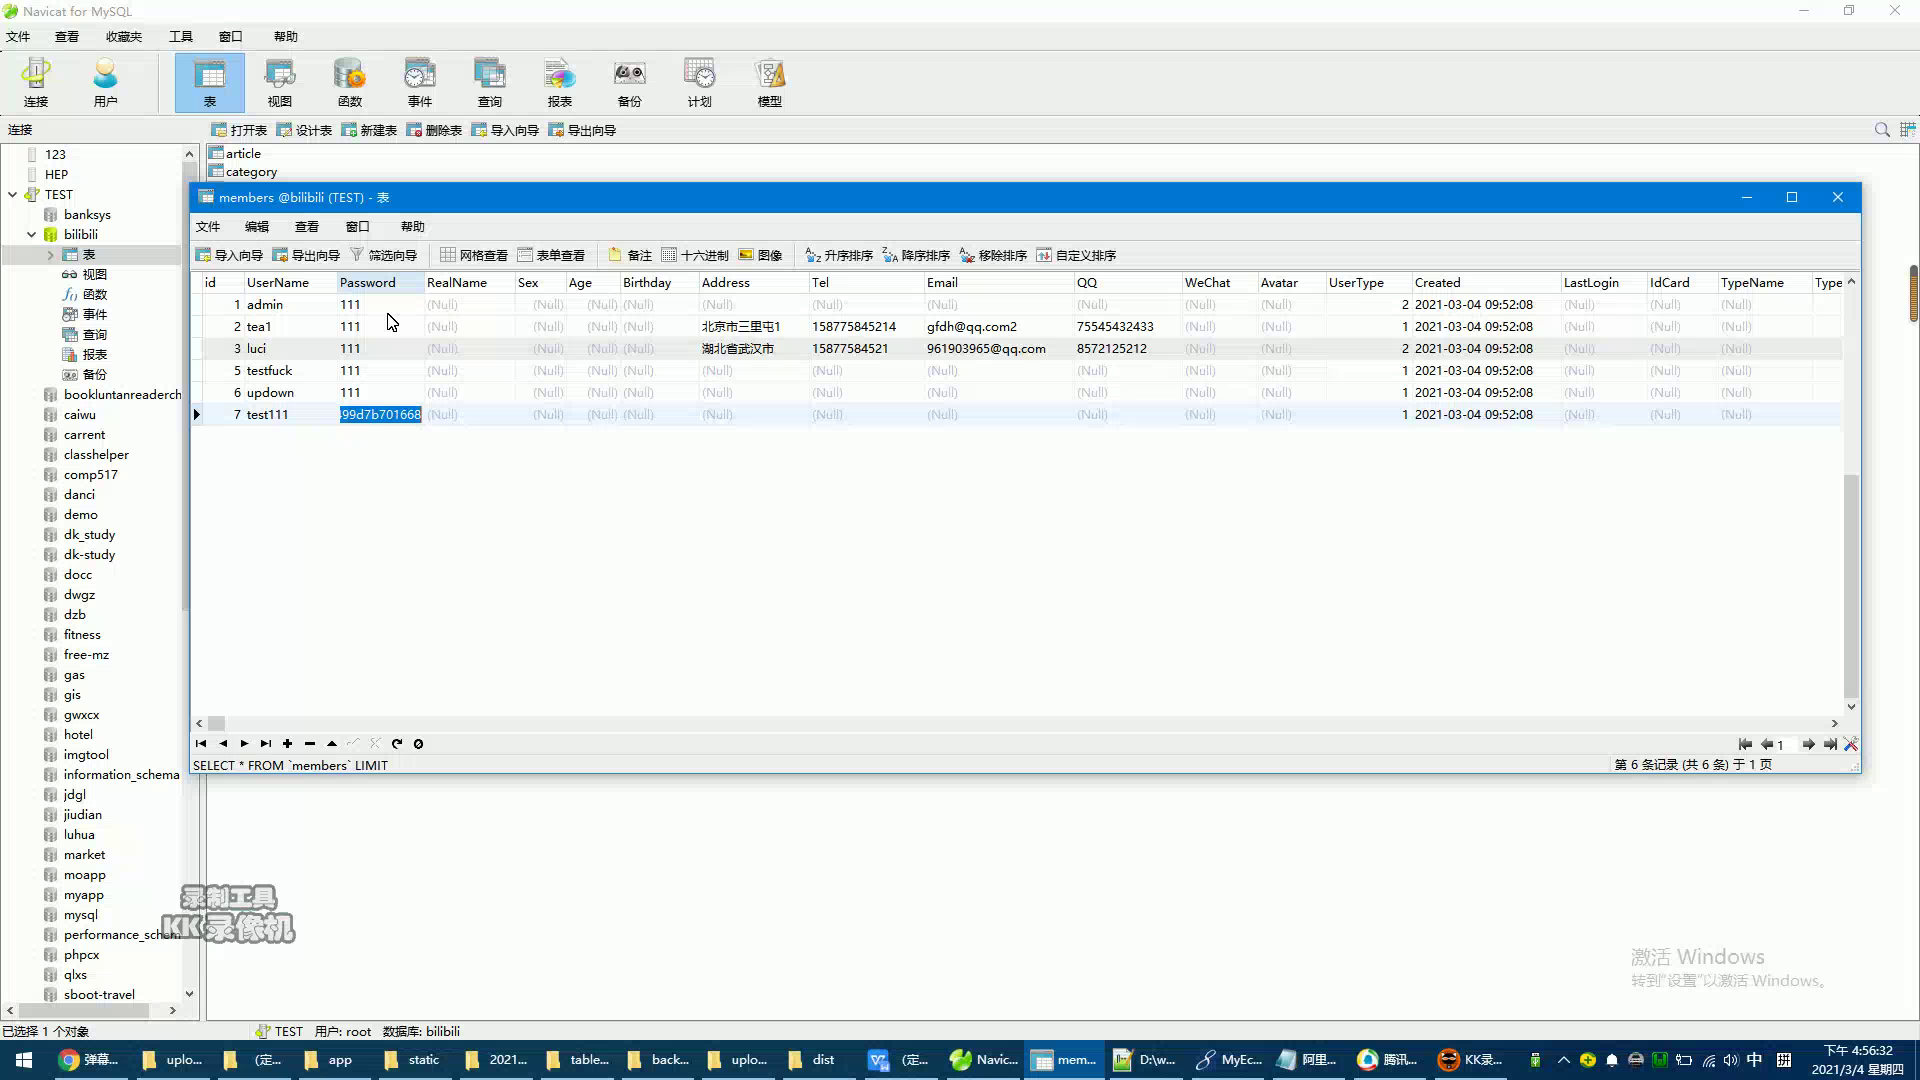 Navicat for MySQL
文件 查看 收藏夹 工具 窗口 帮助
连接 用户 表 视图 函数 事件 查询 报表 备份 计划 模型
连接 打开表 设计表 新建表 删除表 导入向导 导出向导
123
HEP
TEST
banksys
bilibili
表
视图
函数
事件
查询
报表
备份
bookluntanreaderch
caiwu
carrent
classhelper
comp517
danci
demo
dk_study
dk-study
docc
dwgz
dzb
fitness
free-mz
gas
gis
gwxcx
hotel
imgtool
information_schema
jdgl
jiudian
luhua
market
moapp
myapp
mysql
performance_schem
phpcx
qlxs
sboot-travel
article
category
members @bilibili (TEST) - 表
文件 编辑 查看 窗口 帮助
导入向导 导出向导 筛选向导 网格查看 表单查看 备注 十六进制 图像 升序排序 降序排序 移除排序 自定义排序
id UserName Password RealName Sex Age Birthday Address Tel Email QQ WeChat Avatar UserType Created LastLogin IdCard TypeName Type
1 admin 111 (Null) (Null) (Null) (Null) (Null) (Null) (Null) (Null) (Null) (Null) 2 2021-03-04 09:52:08 (Null) (Null) (Null)
2 tea1 111 (Null) (Null) (Null) (Null) 北京市三里屯1 158775845214 gfdh@qq.com2 75545432433 (Null) (Null) 1 2021-03-04 09:52:08 (Null) (Null) (Null)
3 luci 111 (Null) (Null) (Null) (Null) 湖北省武汉市 15877584521 961903965@qq.com 8572125212 (Null) (Null) 2 2021-03-04 09:52:08 (Null) (Null) (Null)
5 testfuck 111 (Null) (Null) (Null) (Null) (Null) (Null) (Null) (Null) (Null) (Null) 1 2021-03-04 09:52:08 (Null) (Null) (Null)
6 updown 111 (Null) (Null) (Null) (Null) (Null) (Null) (Null) (Null) (Null) (Null) 1 2021-03-04 09:52:08 (Null) (Null) (Null)
7 test111 99d7b701668 (Null) (Null) (Null) (Null) (Null) (Null) (Null) (Null) (Null) (Null) 1 2021-03-04 09:52:08 (Null) (Null) (Null)
1
SELECT * FROM `members` LIMIT 第 6 条记录 (共 6 条) 于 1 页
录制工具
KK录像机
激活 Windows
转到"设置"以激活 Windows。
已选择 1 个对象 TEST 用户: root 数据库: bilibili
弹幕... uplo... (定... app static 2021... table... back... uplo... dist (定... Navic... mem... D:\w... MyEc... 阿里... 腾讯... KK录... 中 拼
下午 4:56:32
2021/3/4 星期四